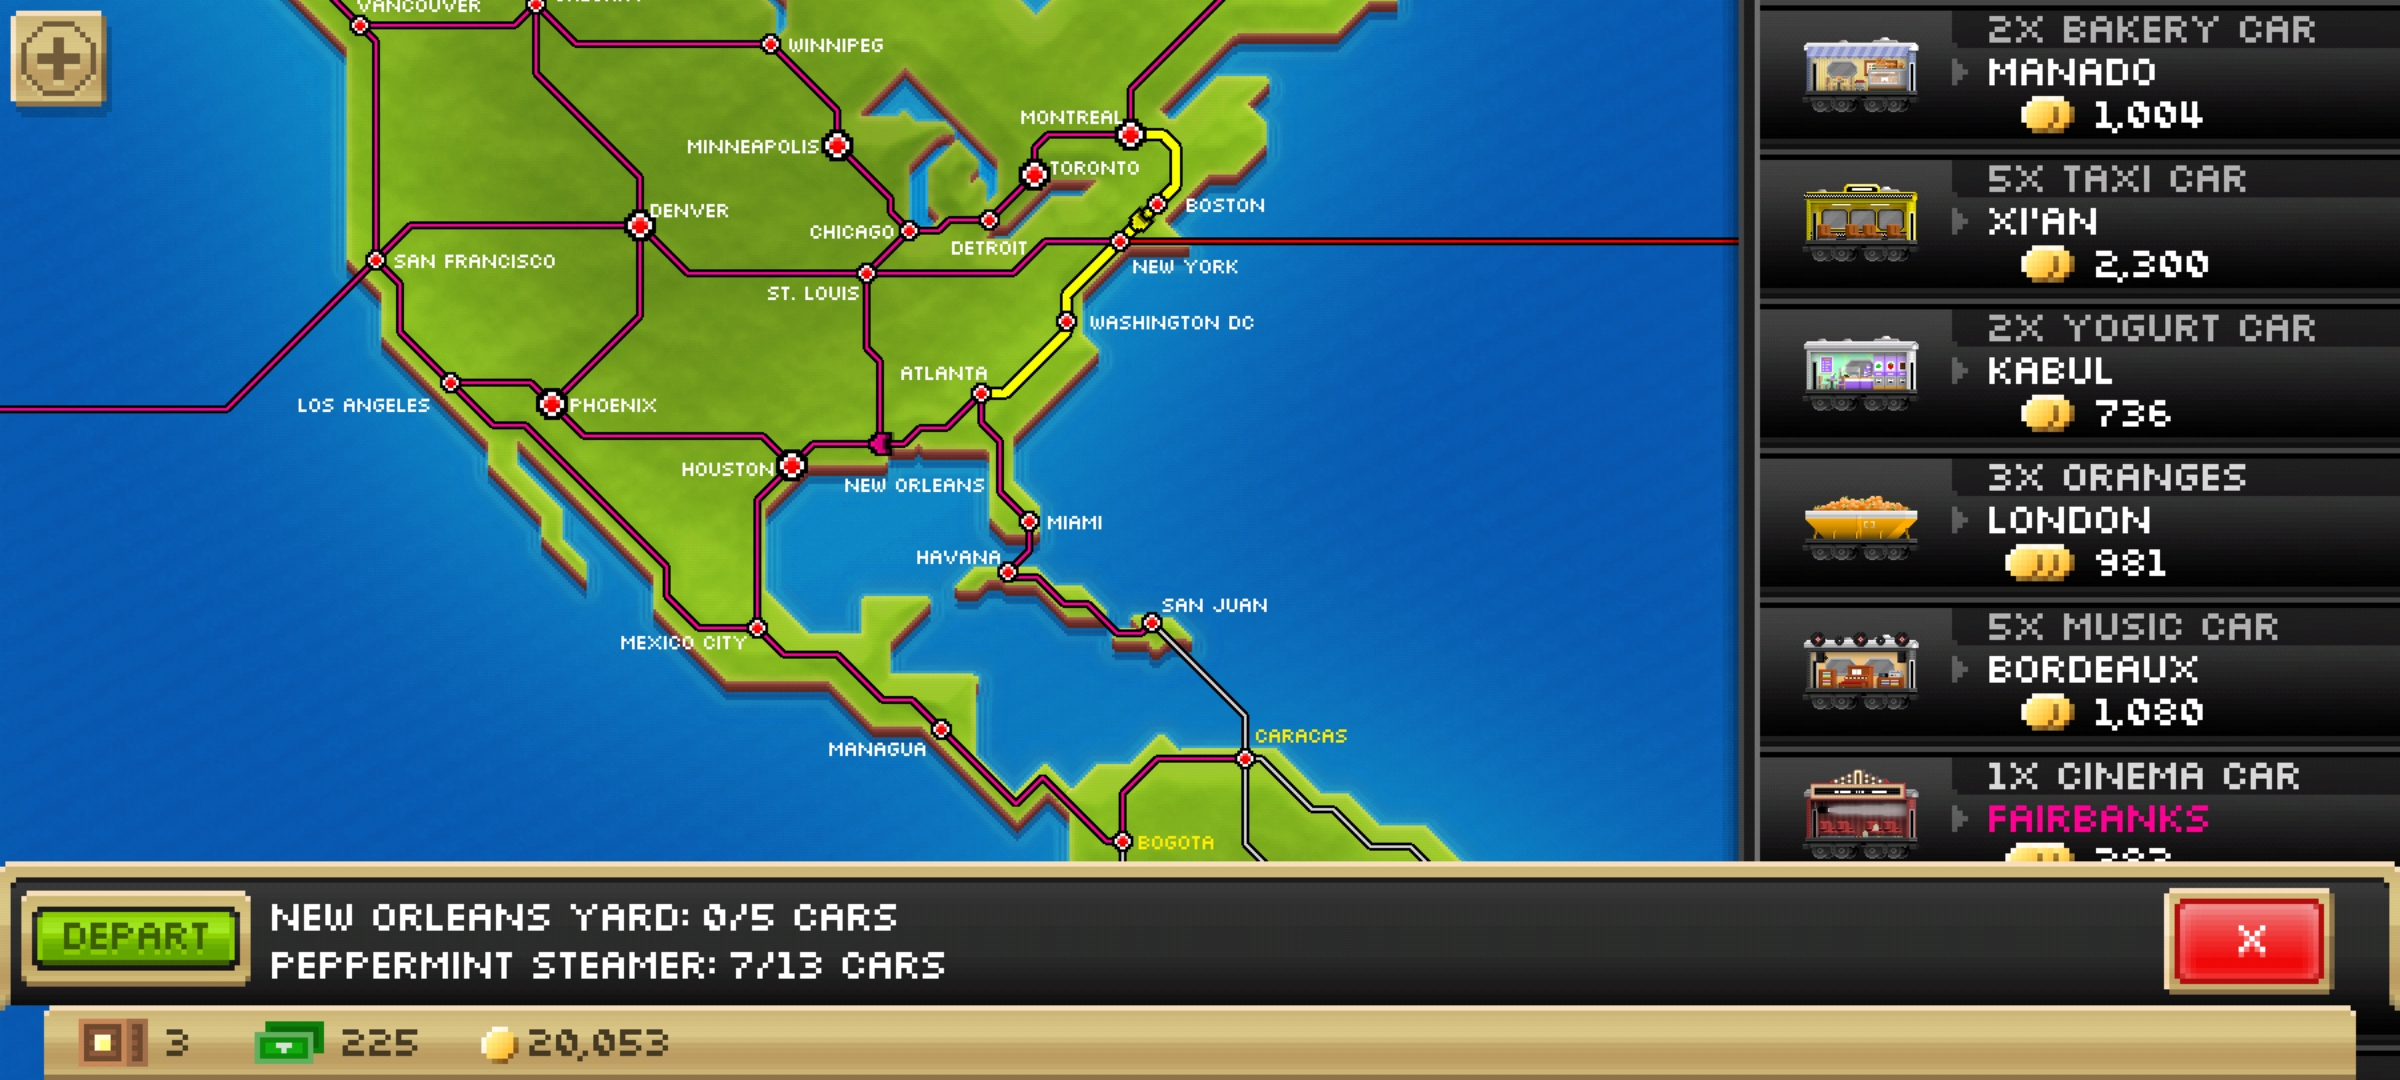 VANCOUVER
WINNIPEG
MONTREAL
MINNEAPOLIS
TORONTO
DENVER
BOSTON
CHICAGO
DETROIT
SAN FRANCISCO
NEW YORK
ST. LOUIS
WASHINGTON DC
ATLANTA
LOS ANGELES
PHOENIX
HOUSTON
NEW ORLEANS
MIAMI
HAVANA
SAN JUAN
MEXICO CITY
CARACAS
MANAGUA
BOGOTA
2X BAKERY CAR
MANADO
1,004
5X TAXI CAR
XI'AN
2,300
2X YOGURT CAR
KABUL
736
3X ORANGES
LONDON
981
5X MUSIC CAR
BORDEAUX
1,080
1X CINEMA CAR
FAIRBANKS
DEPART
NEW ORLEANS YARD: 0/5 CARS
PEPPERMINT STEAMER: 7/13 CARS
X
3
225
20,053